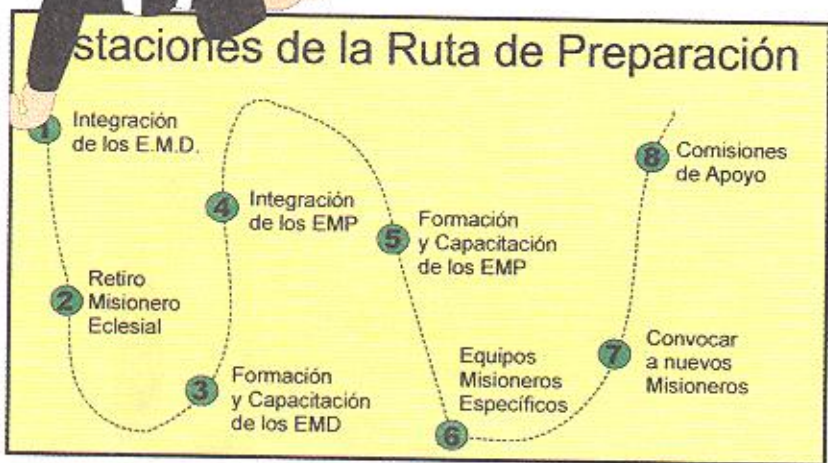 staciones de la Ruta de Preparación
1
Integración
de los E.M.D.
2
Retiro
Misionero
Eclesial
3
Formación
y Capacitación
de los EMD
4
Integración
de los EMP
5
Formación
y Capacitación
de los EMP
6
Equipos
Misioneros
Específicos
7
Convocar
a nuevos
Misioneros
8
Comisiones
de Apoyo